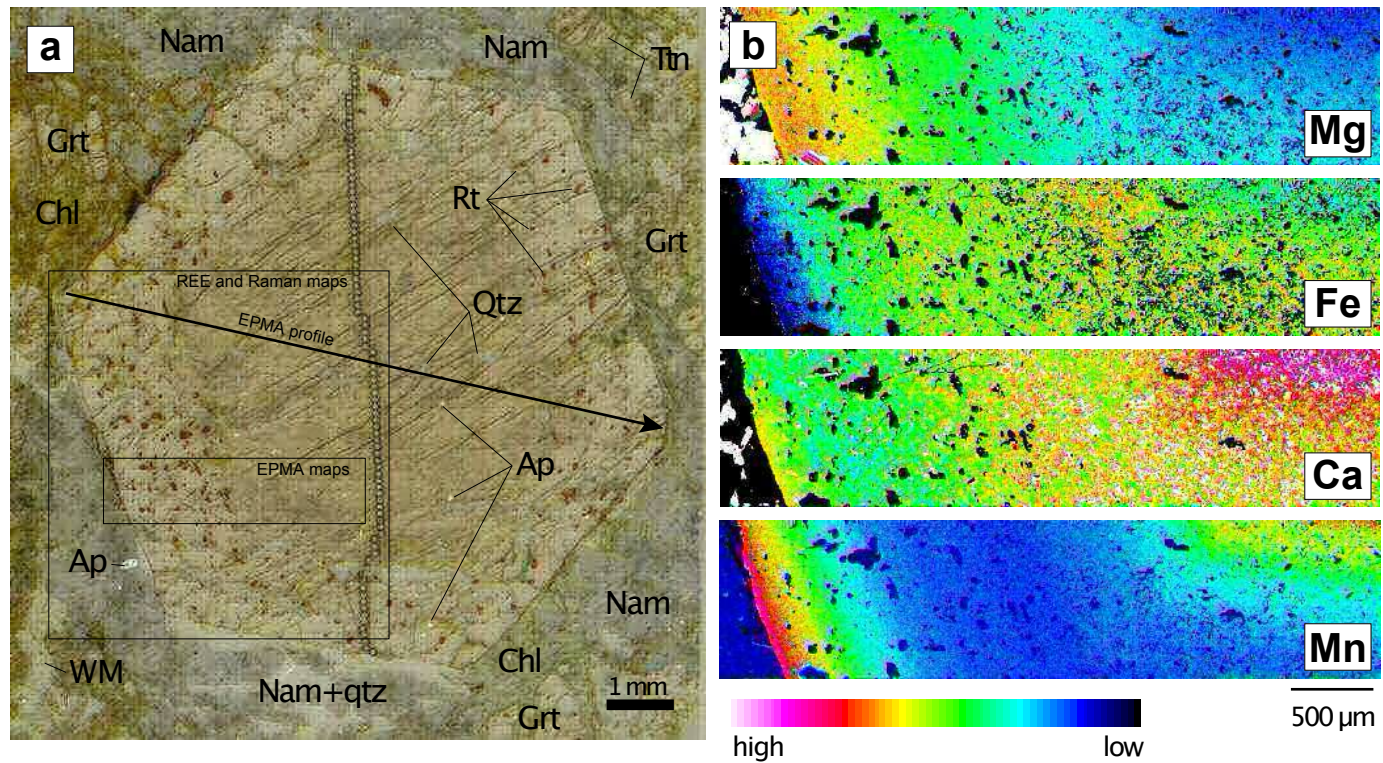 a
Nam
Nam
Ttn
Grt
Chl
Rt
Grt
REE and Raman maps
EPMA profile
Qtz
EPMA maps
Ap
Ap
Nam
WM
Nam+qtz
Chl
Grt
1 mm
b
Mg
Fe
Ca
Mn
high
low
500 µm